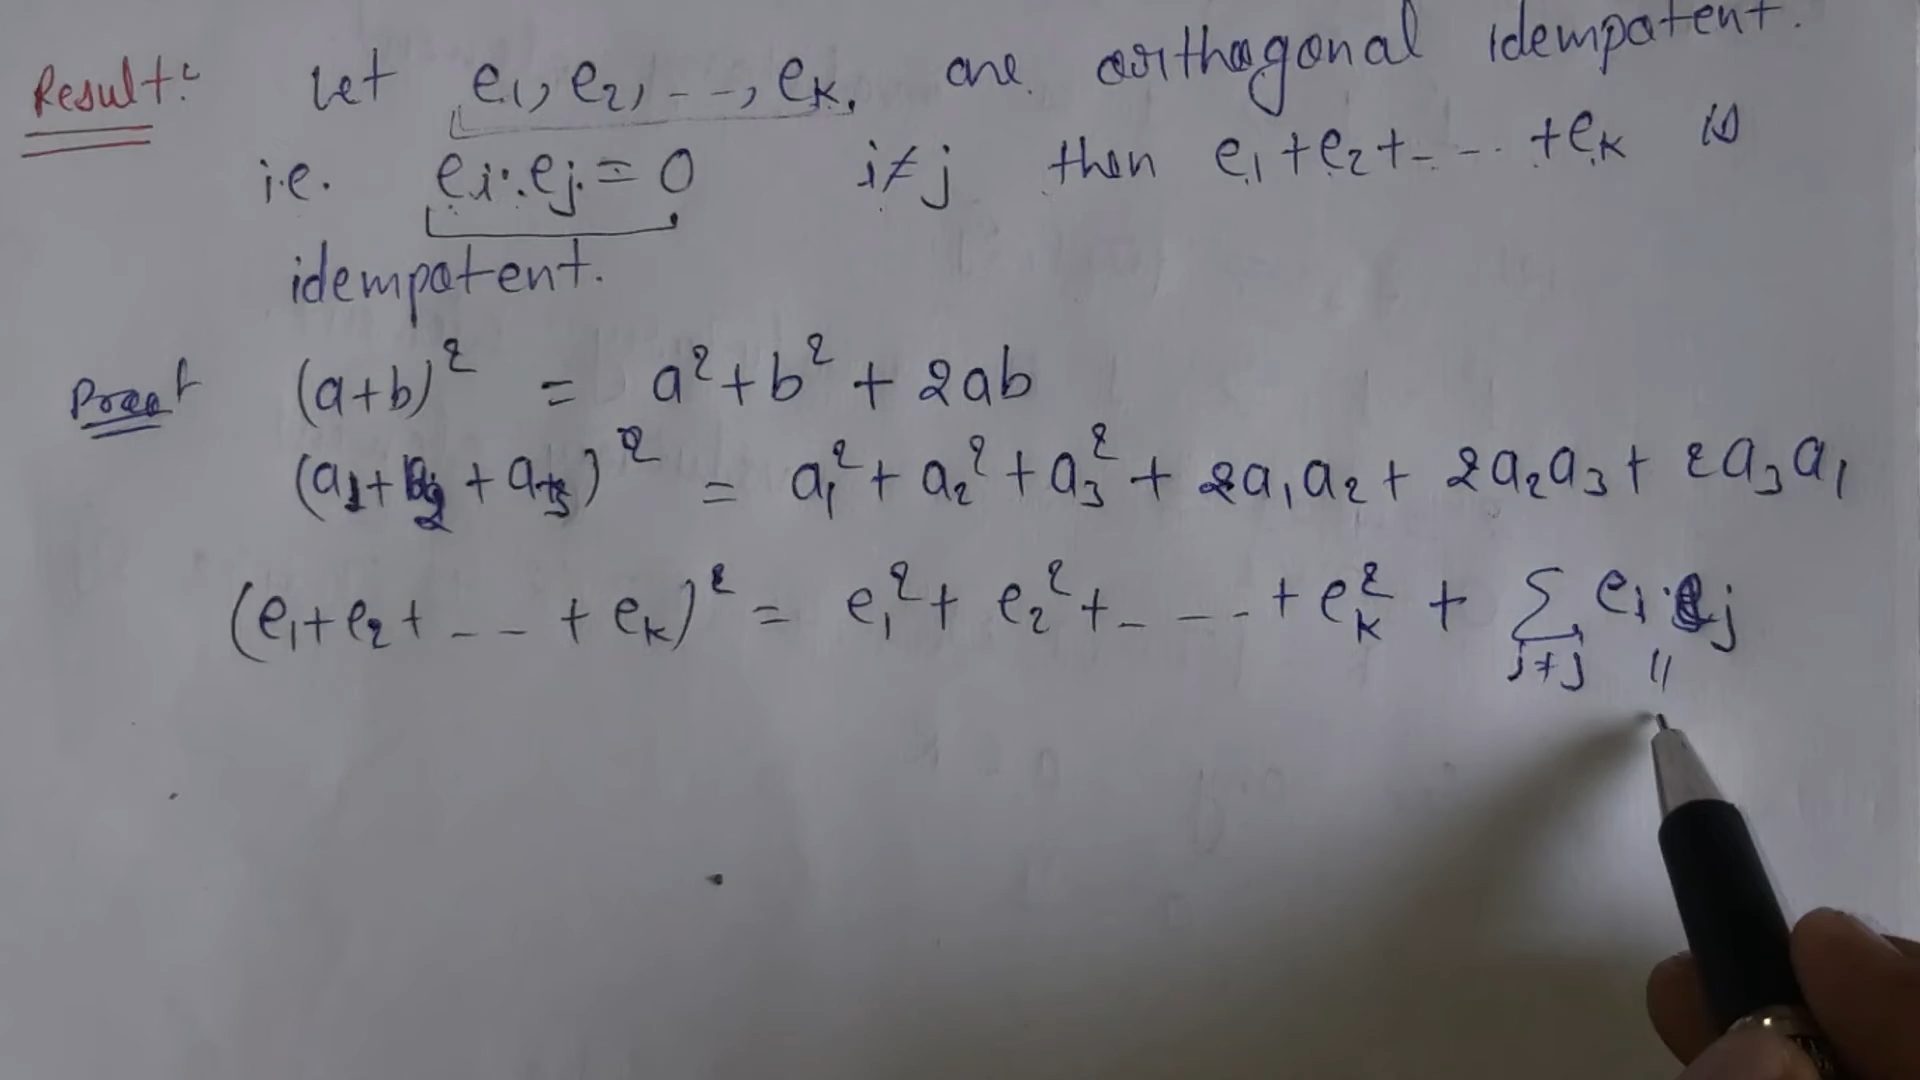 Result:
Let e₁, e₂, - - -, eₖ, are orthogonal idempotent.
i.e. eᵢ·eⱼ = 0 i≠j then e₁+e₂+- - -- +eₖ is
idempotent.
Proof (a+b)² = a²+b² + 2ab
(a₁+a₂+a₃)² = a₁²+a₂²+a₃²+2a₁a₂+2a₂a₃+2a₃a₁
(e₁+e₂+ - - - +eₖ)² = e₁²+ e₂²+- - -- +eₖ² + ∑ eᵢ·eⱼ
i≠j ||